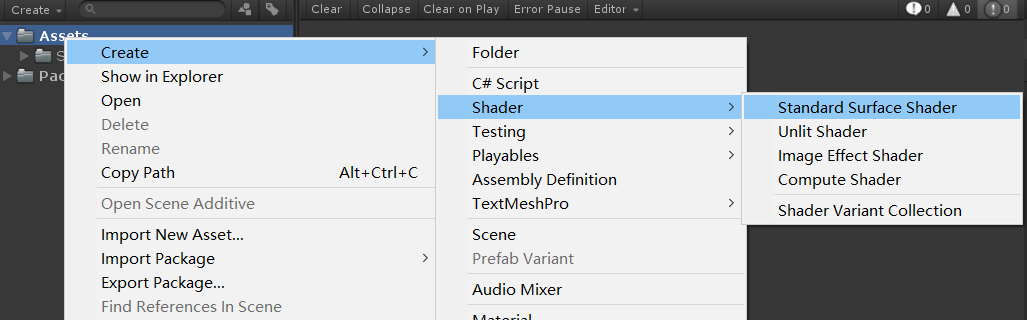 Create
Clear Collapse Clear on Play Error Pause Editor 0 0 0
Assets
S
Pac
Create
Show in Explorer
Open
Delete
Rename
Copy Path Alt+Ctrl+C
Open Scene Additive
Import New Asset...
Import Package
Export Package...
Find References In Scene
Folder
C# Script
Shader
Testing
Playables
Assembly Definition
TextMeshPro
Scene
Prefab Variant
Audio Mixer
Material
Standard Surface Shader
Unlit Shader
Image Effect Shader
Compute Shader
Shader Variant Collection